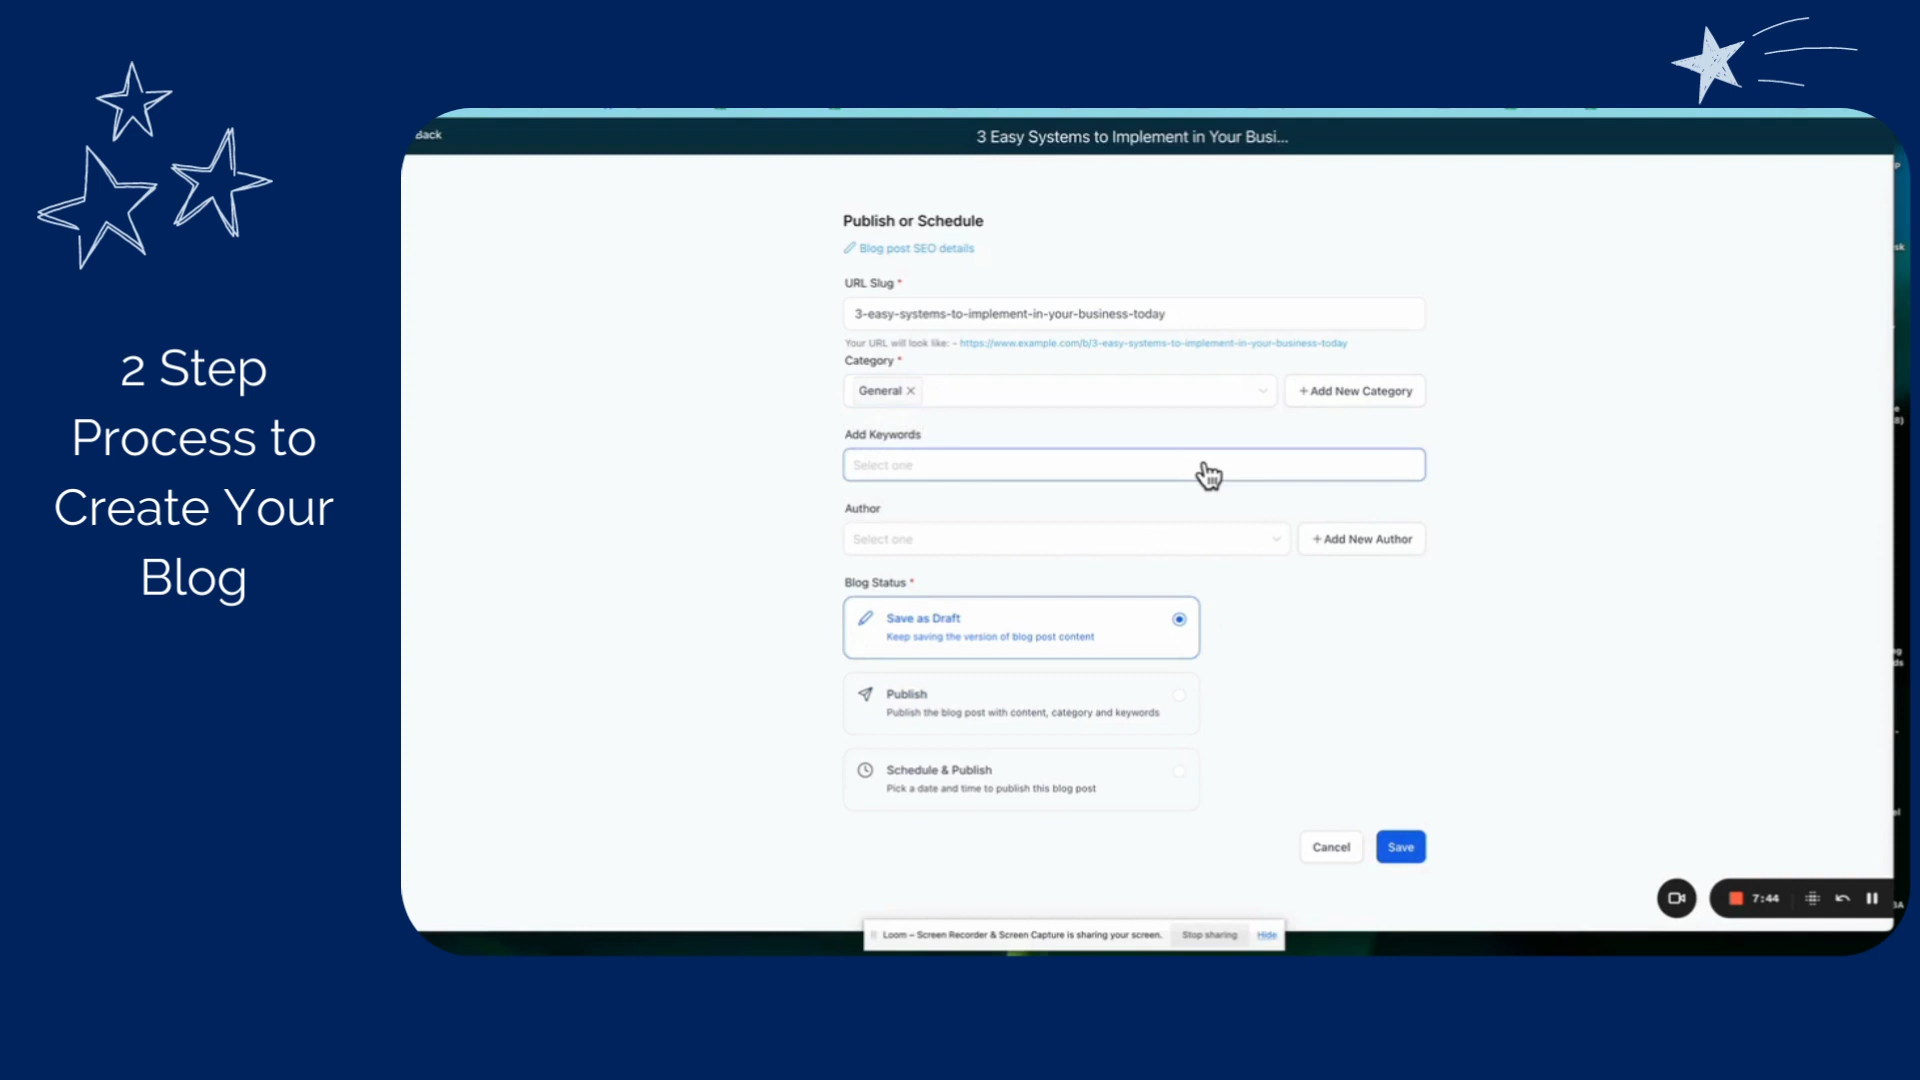 2 Step
Process to
Create Your
Blog
Back
3 Easy Systems to Implement in Your Busi...
Publish or Schedule
Blog post SEO details
URL Slug *
3-easy-systems-to-implement-in-your-business-today
Your URL will look like: - https://www.example.com/b/3-easy-systems-to-implement-in-your-business-today
Category *
General ×
+ Add New Category
Add Keywords
Select one
Author
Select one
+ Add New Author
Blog Status *
Save as Draft
Keep saving the version of blog post content
Publish
Publish the blog post with content, category and keywords
Schedule & Publish
Pick a date and time to publish this blog post
Cancel
Save
7:44
Loom – Screen Recorder & Screen Capture is sharing your screen.
Stop sharing
Hide